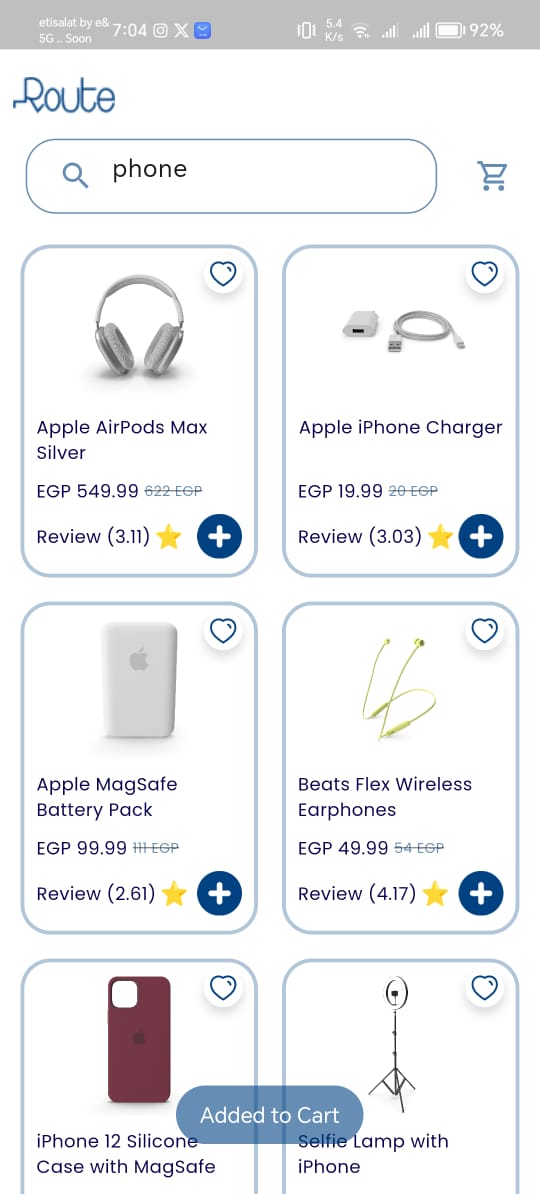 etisalat by e&
5G .. Soon
7:04
5.4
K/s
92%
Route
phone
Apple AirPods Max
Silver
EGP 549.99 622 EGP
Review (3.11)
Apple iPhone Charger
EGP 19.99 20 EGP
Review (3.03)
Apple MagSafe
Battery Pack
EGP 99.99 111 EGP
Review (2.61)
Beats Flex Wireless
Earphones
EGP 49.99 54 EGP
Review (4.17)
iPhone 12 Silicone
Case with MagSafe
Selfie Lamp with
iPhone
Added to Cart